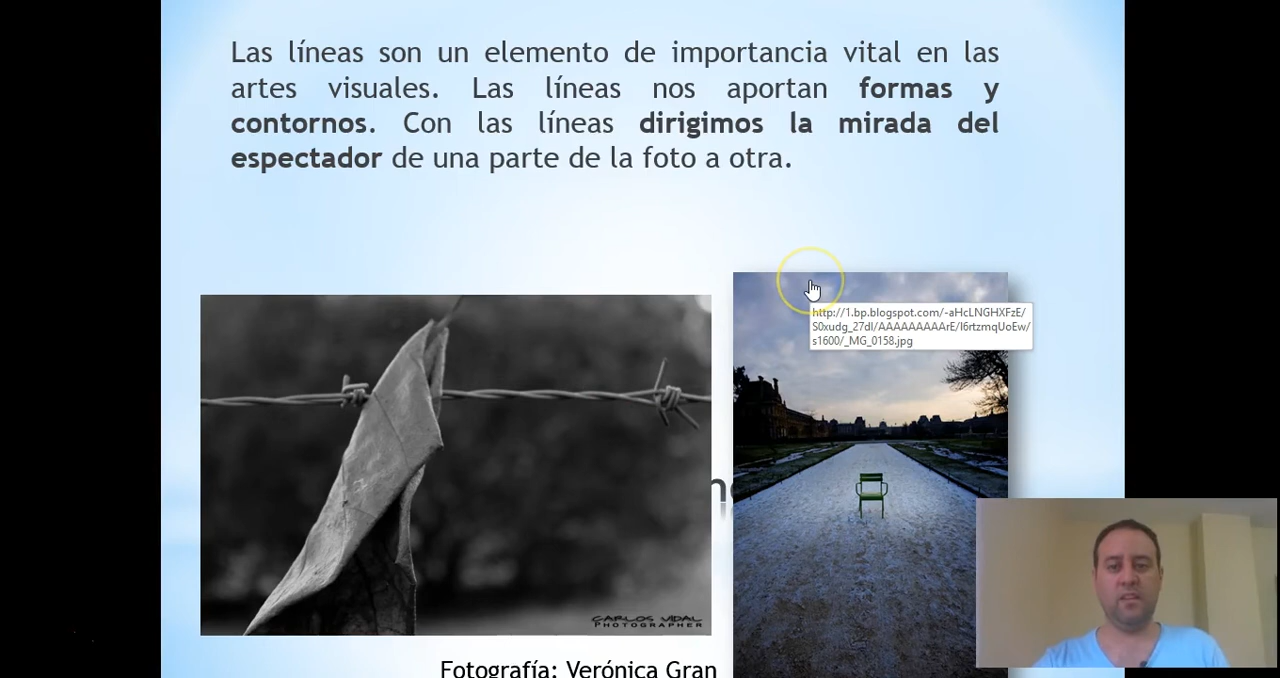 Las líneas son un elemento de importancia vital en las
artes visuales. Las líneas nos aportan formas y
contornos. Con las líneas dirigimos la mirada del
espectador de una parte de la foto a otra.
http://1.bp.blogspot.com/-aHcLNGHXFzE/
S0xudg_27dI/AAAAAAAAArE/I6rtzmqUoEw/
s1600/_MG_0158.jpg
CARLOS VIDAL
PHOTOGRAPHER
Fotografía: Verónica Gran